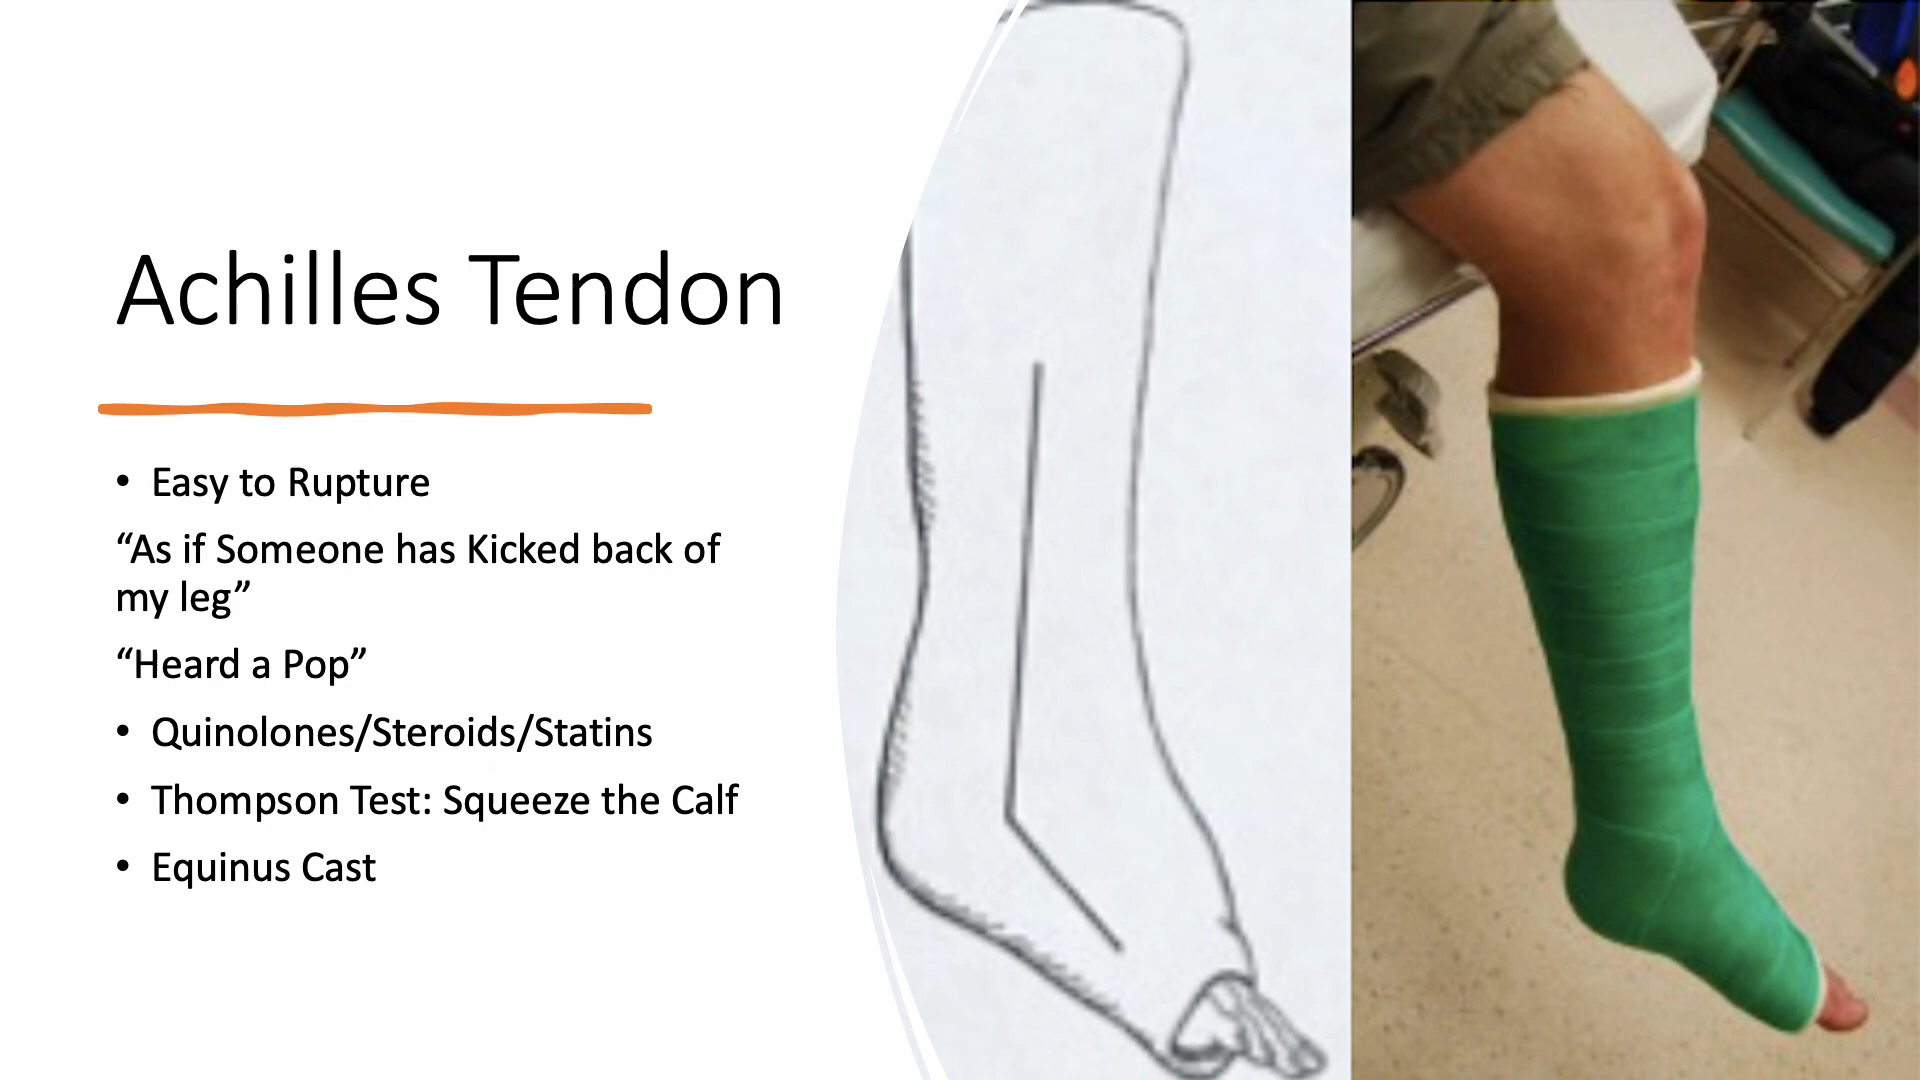 Achilles Tendon
• Easy to Rupture
“As if Someone has Kicked back of
my leg”
“Heard a Pop”
• Quinolones/Steroids/Statins
• Thompson Test: Squeeze the Calf
• Equinus Cast